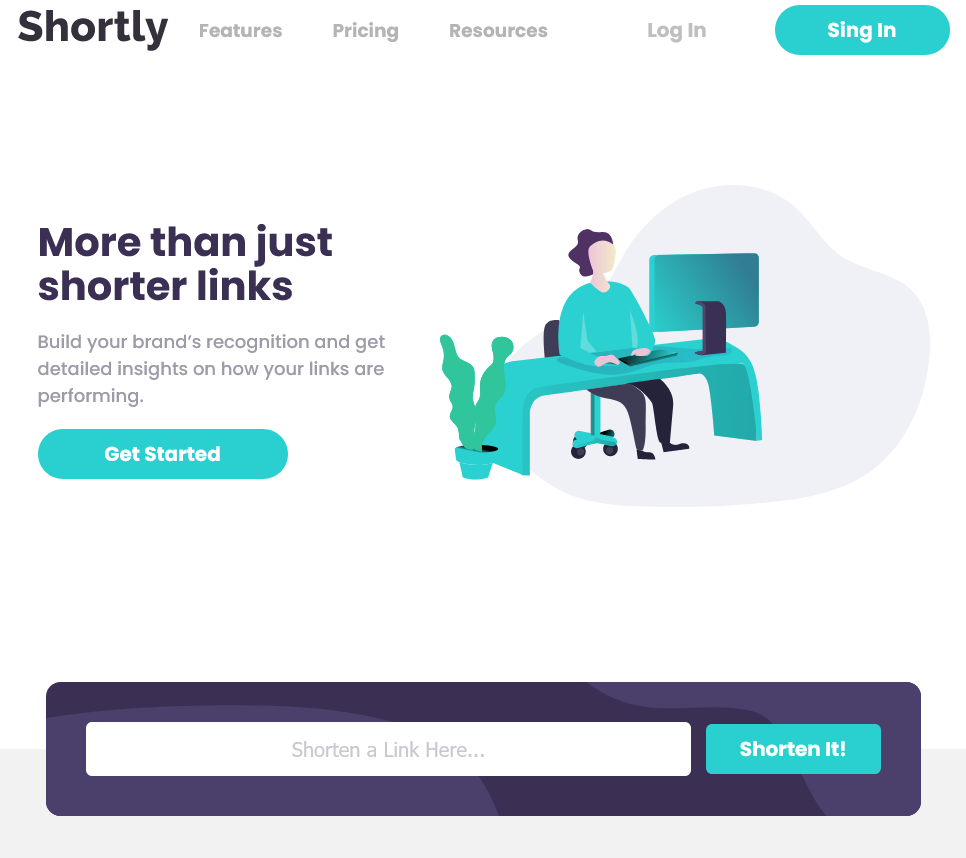 Shortly Features Pricing Resources Log In Sing In
More than just
shorter links
Build your brand’s recognition and get
detailed insights on how your links are
performing.
Get Started
Shorten a Link Here... Shorten It!